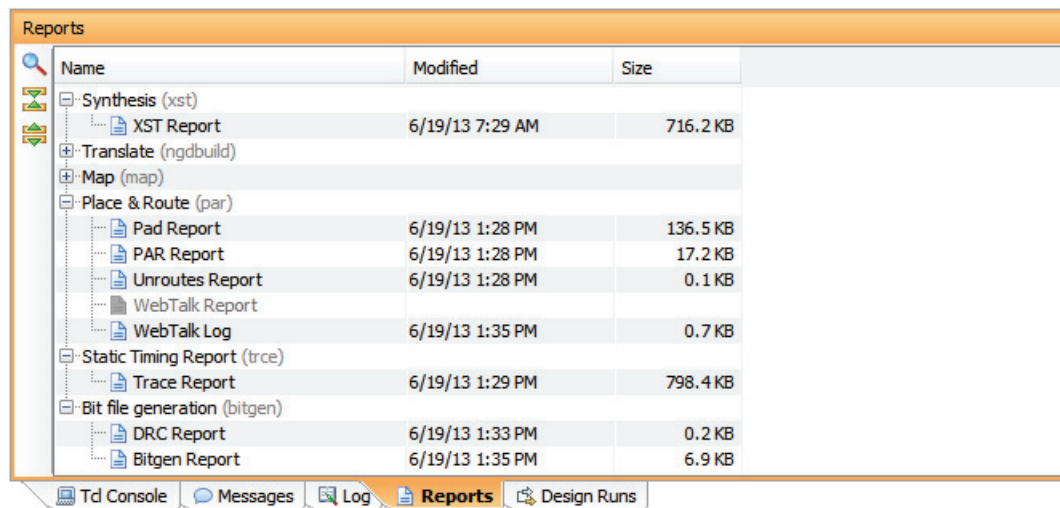 Reports
Name Modified Size
Synthesis (xst)
XST Report 6/19/13 7:29 AM 716.2 KB
Translate (ngdbuild)
Map (map)
Place & Route (par)
Pad Report 6/19/13 1:28 PM 136.5 KB
PAR Report 6/19/13 1:28 PM 17.2 KB
Unroutes Report 6/19/13 1:28 PM 0.1 KB
WebTalk Report
WebTalk Log 6/19/13 1:35 PM 0.7 KB
Static Timing Report (trce)
Trace Report 6/19/13 1:29 PM 798.4 KB
Bit file generation (bitgen)
DRC Report 6/19/13 1:33 PM 0.2 KB
Bitgen Report 6/19/13 1:35 PM 6.9 KB
Tcl Console Messages Log Reports Design Runs